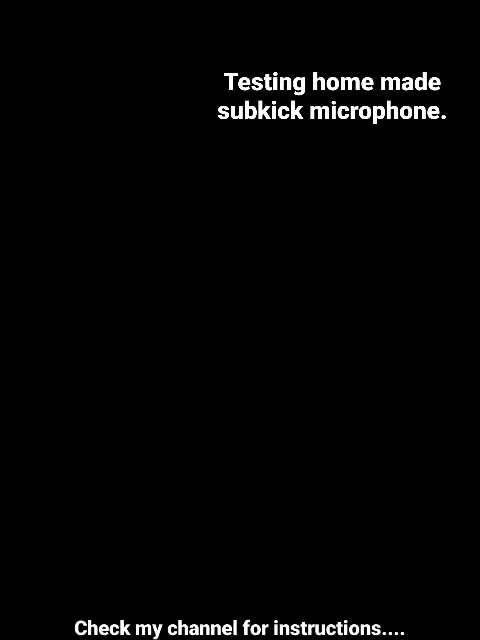 Testing home made
subkick microphone.
Check my channel for instructions....